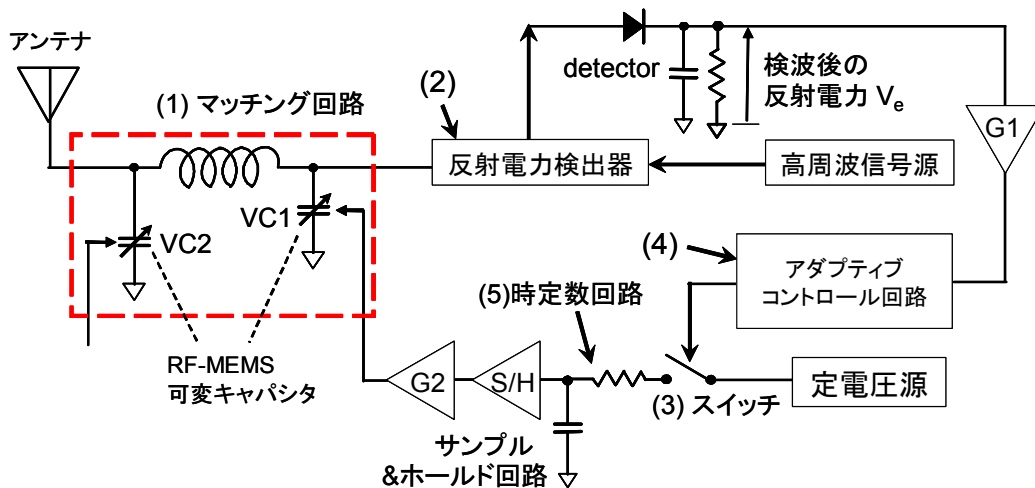 アンテナ
(1) マッチング回路
(2)
detector
検波後の
反射電力 Ve
G1
反射電力検出器
高周波信号源
VC1
VC2
(4)
アダプティブ
コントロール回路
(5)時定数回路
RF-MEMS
可変キャパシタ
G2
S/H
(3) スイッチ
定電圧源
サンプル
&ホールド回路